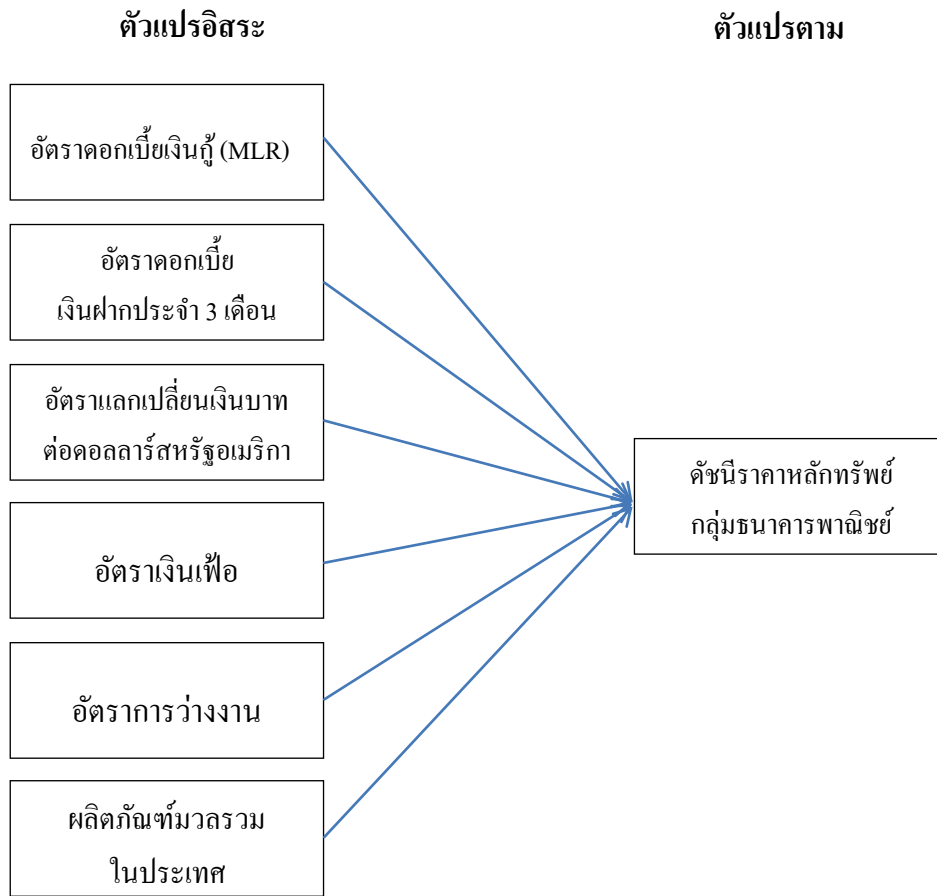 ตัวแปรอิสระ
ตัวแปรตาม
อัตราดอกเบี้ยเงินกู้ (MLR)
อัตราดอกเบี้ย
เงินฝากประจำ 3 เดือน
อัตราแลกเปลี่ยนเงินบาท
ต่อดอลลาร์สหรัฐอเมริกา
อัตราเงินเฟ้อ
อัตราการว่างงาน
ผลิตภัณฑ์มวลรวม
ในประเทศ
ดัชนีราคาหลักทรัพย์
กลุ่มธนาคารพาณิชย์